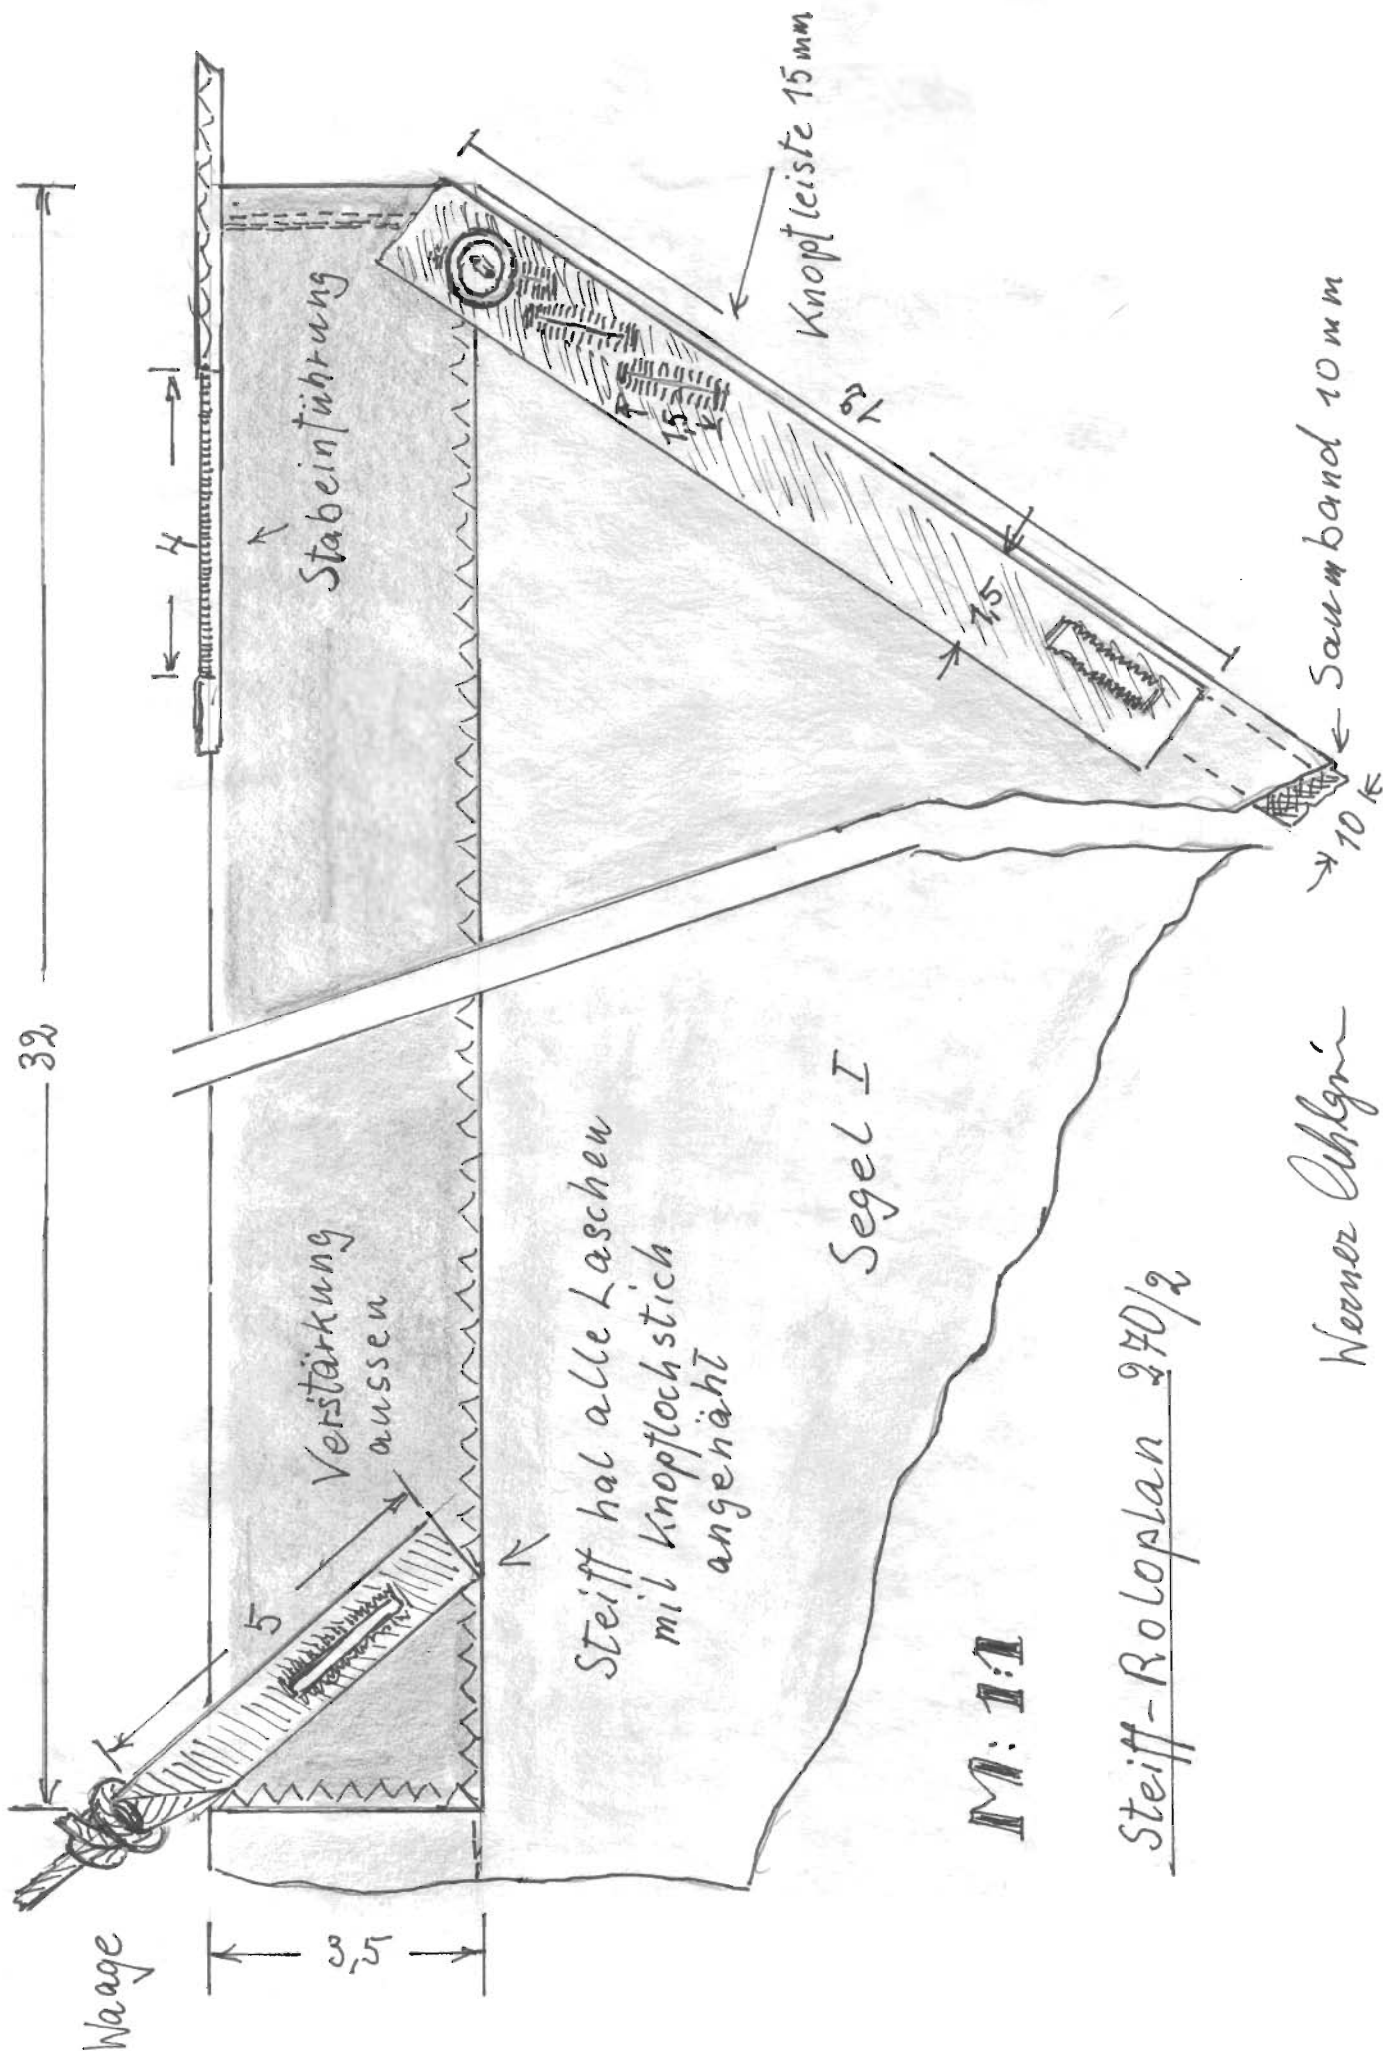 32
Waage
4
5
Verstärkung
aussen
Stabeinführung
3,5
Steiff hat alle Laschen
mit Knopflochstich
angenäht
1,5
Knopfleiste 15mm
Segel I
1,5
M: 1:1
Steiff-Roloplan 270/2
Saumband 10mm
10
Werner